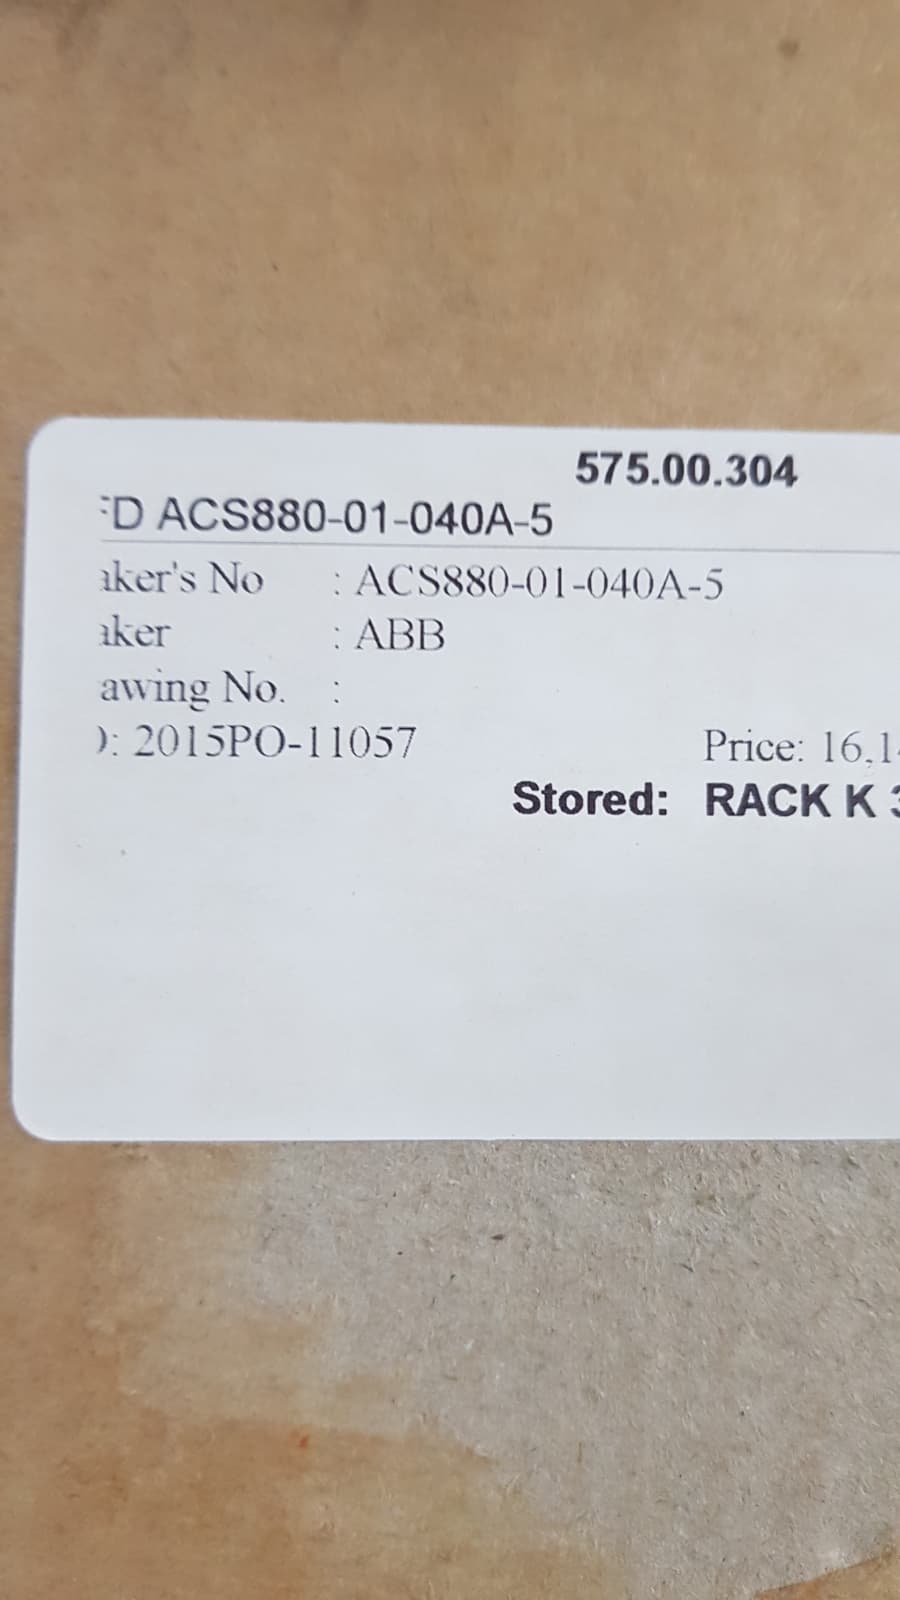 575.00.304
D ACS880-01-040A-5
aker's No : ACS880-01-040A-5
aker : ABB
awing No. :
): 2015PO-11057 Price: 16,1
Stored: RACK K 3